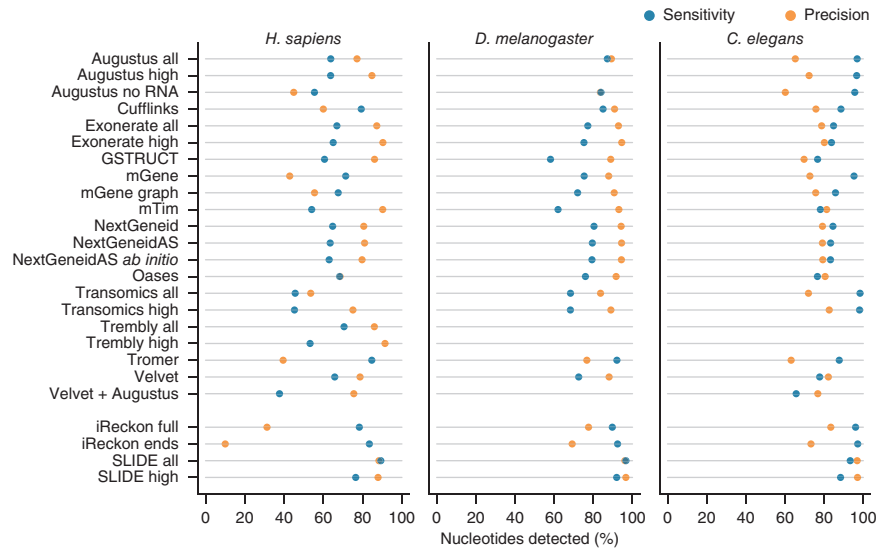 Sensitivity Precision
H. sapiens D. melanogaster C. elegans
Augustus all
Augustus high
Augustus no RNA
Cufflinks
Exonerate all
Exonerate high
GSTRUCT
mGene
mGene graph
mTim
NextGeneid
NextGeneidAS
NextGeneidAS ab initio
Oases
Transomics all
Transomics high
Trembly all
Trembly high
Tromer
Velvet
Velvet + Augustus
iReckon full
iReckon ends
SLIDE all
SLIDE high
0 20 40 60 80 100 0 20 40 60 80 100 0 20 40 60 80 100
Nucleotides detected (%)